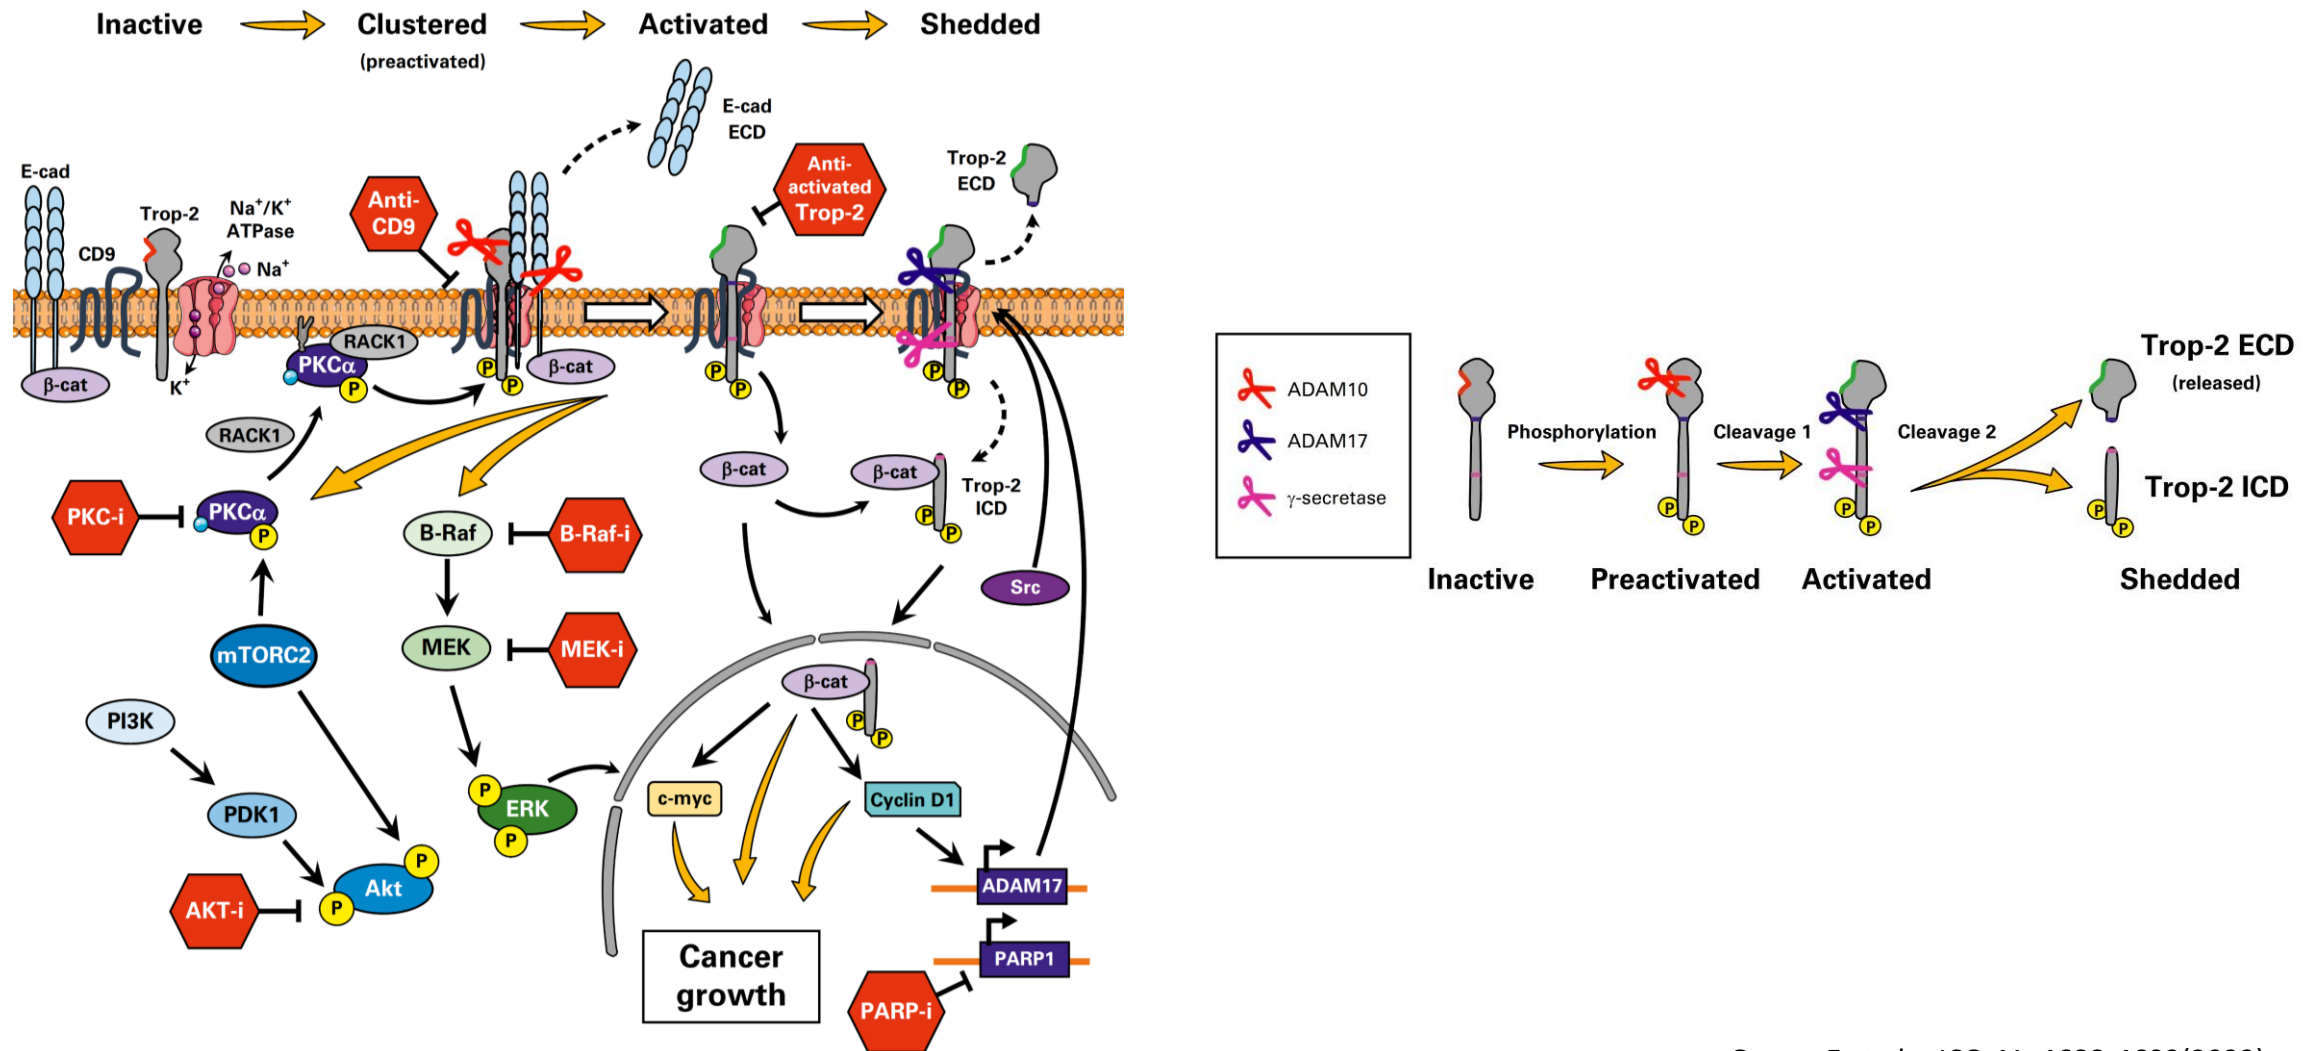 Inactive
Clustered
(preactivated)
Activated
Shedded
E-cad
ECD
Anti-
activated
Trop-2
Trop-2
ECD
E-cad
CD9
Trop-2
Na⁺/K⁺
ATPase
Na⁺
K⁺
Anti-
CD9
β-cat
RACK1
PKCα
P
P
P
β-cat
P
P
P
P
RACK1
PKC-i
PKCα
P
B-Raf
B-Raf-i
β-cat
β-cat
Trop-2
ICD
P
P
Src
mTORC2
MEK
MEK-i
PI3K
PDK1
β-cat
P
P
P
ERK
P
c-myc
Cyclin D1
AKT-i
P
Akt
P
ADAM17
PARP1
PARP-i
Cancer
growth
ADAM10
ADAM17
γ-secretase
Phosphorylation
Cleavage 1
Cleavage 2
P
P
P
P
P
P
Trop-2 ECD
(released)
Trop-2 ICD
Inactive
Preactivated
Activated
Shedded